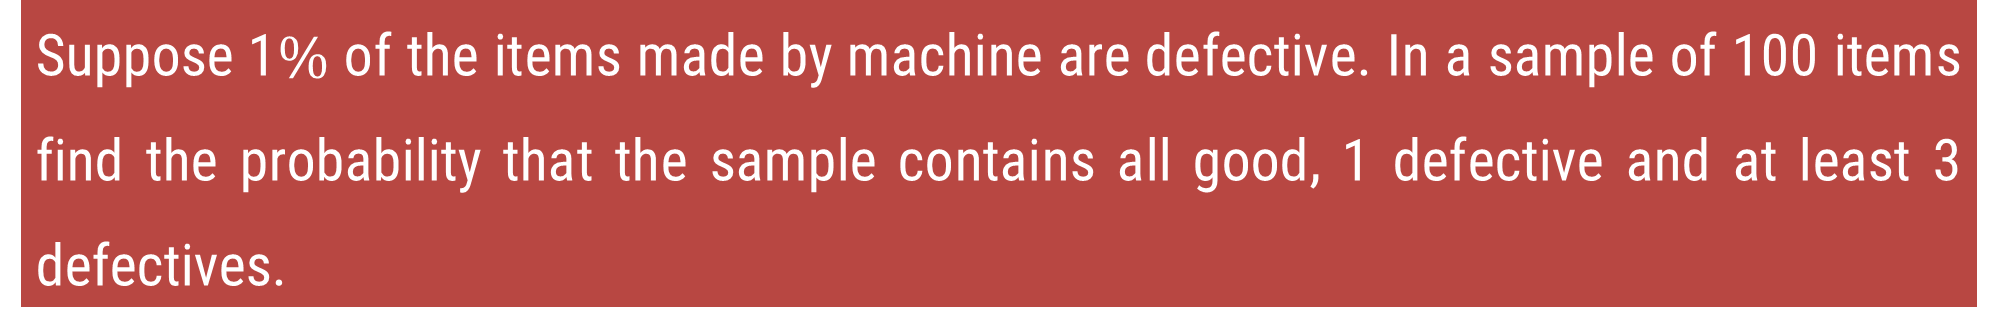 Suppose 1% of the items made by machine are defective. In a sample of 100 items
find the probability that the sample contains all good, 1 defective and at least 3
defectives.